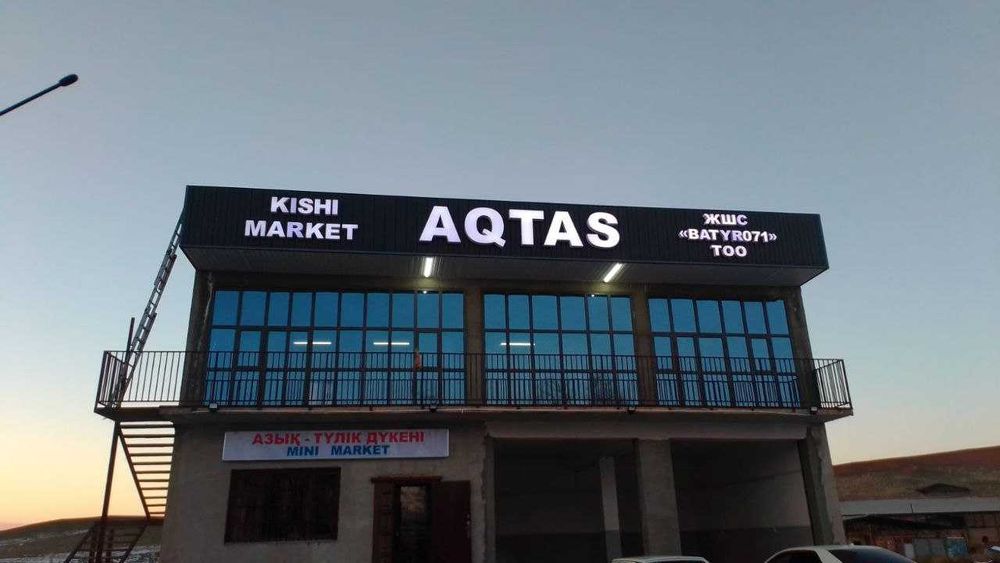 KISHI
MARKET
AQTAS
ЖШС
«BATYR071»
ТОО
АЗЫҚ - ТҮЛІК ДҮКЕНІ
MINI MARKET